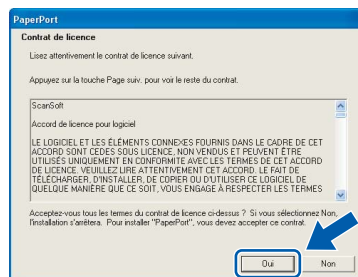 PaperPort
Contrat de licence
Lisez attentivement le contrat de licence suivant.
Appuyez sur la touche Page suiv. pour voir le reste du contrat.
ScanSoft
Accord de licence pour logiciel
LE LOGICIEL ET LES ÉLÉMENTS CONNEXES FOURNIS DANS LE CADRE DE CET
ACCORD SONT CEDES SOUS LICENCE, NON VENDUS ET PEUVENT ÊTRE
UTILISÉS UNIQUEMENT EN CONFORMITE AVEC LES TERMES DE CET ACCORD
DE LICENCE. VEUILLEZ LIRE ATTENTIVEMENT CET ACCORD. LE FAIT DE
TÉLÉCHARGER, D'INSTALLER, DE COPIER OU D'UTILISER CE LOGICIEL DE
QUELQUE MANIÈRE QUE CE SOIT, VOUS ENGAGE À RESPECTER LES TERMES
Acceptez-vous tous les termes du contrat de licence ci-dessus ? Si vous sélectionnez Non,
l'installation s'arrêtera. Pour installer "PaperPort", vous devez accepter ce contrat.
Oui
Non